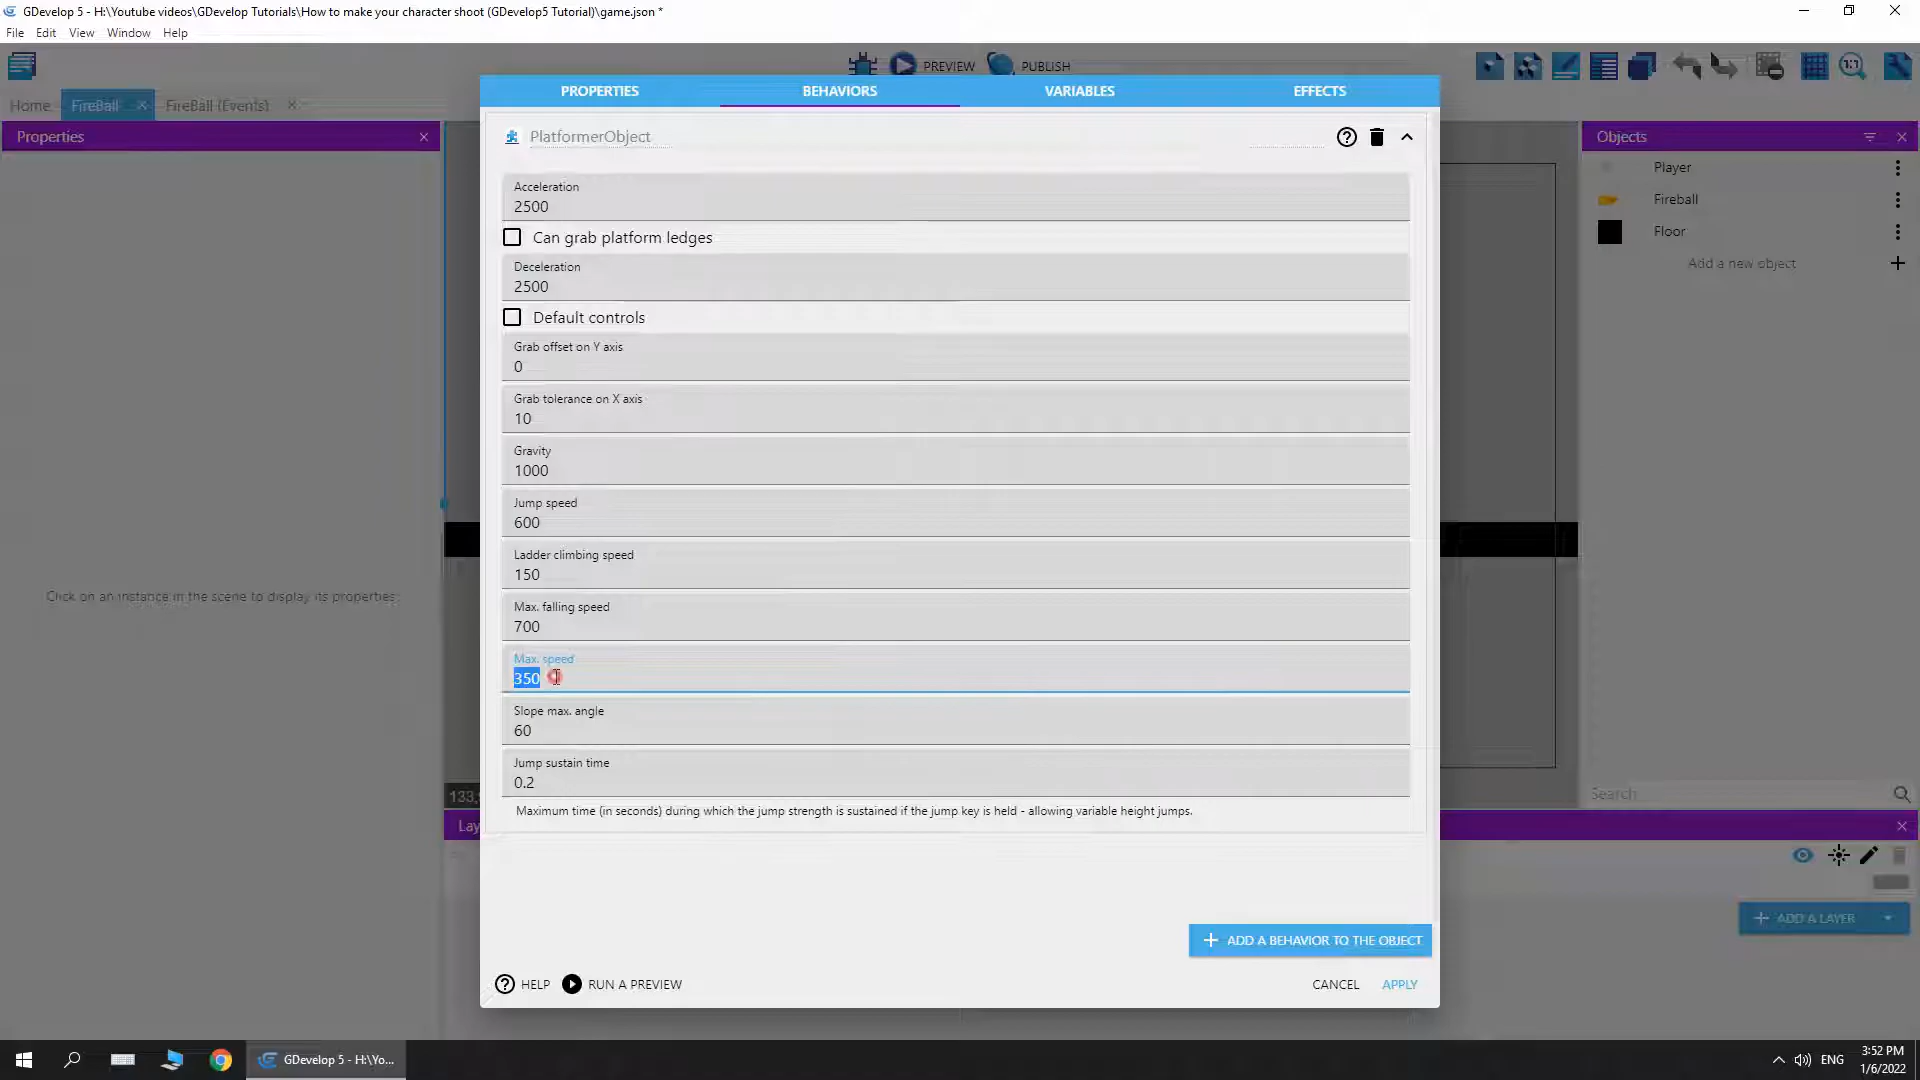 GDevelop 5 - H:\Youtube videos\GDevelop Tutorials\How to make your character shoot (GDevelop5 Tutorial)\game.json *
File Edit View Window Help
PREVIEW PUBLISH
1:1
Home FireBall FireBall (Events)
PROPERTIES BEHAVIORS VARIABLES EFFECTS
Properties
PlatformerObject
Objects
Player
Fireball
Floor
Add a new object
Acceleration
2500
Can grab platform ledges
Deceleration
2500
Default controls
Grab offset on Y axis
0
Grab tolerance on X axis
10
Gravity
1000
Jump speed
600
Ladder climbing speed
150
Click on an instance in the scene to display its properties
Max. falling speed
700
Max. speed
350
Slope max. angle
60
Jump sustain time
0.2
Maximum time (in seconds) during which the jump strength is sustained if the jump key is held - allowing variable height jumps.
Search
ADD A LAYER
ADD A BEHAVIOR TO THE OBJECT
HELP RUN A PREVIEW
CANCEL APPLY
GDevelop 5 - H:\Yo...
ENG
3:52 PM
1/6/2022